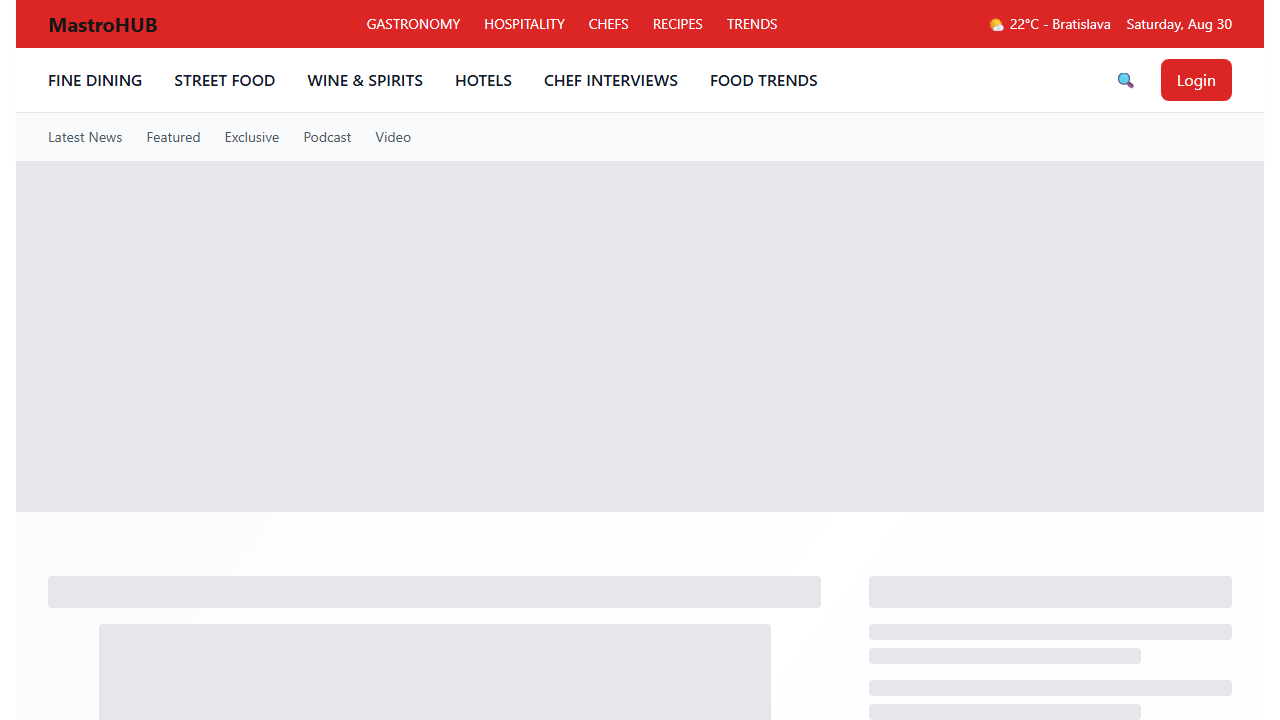 MastroHUB GASTRONOMY HOSPITALITY CHEFS RECIPES TRENDS 22°C - Bratislava Saturday, Aug 30
FINE DINING STREET FOOD WINE & SPIRITS HOTELS CHEF INTERVIEWS FOOD TRENDS Login
Latest News Featured Exclusive Podcast Video